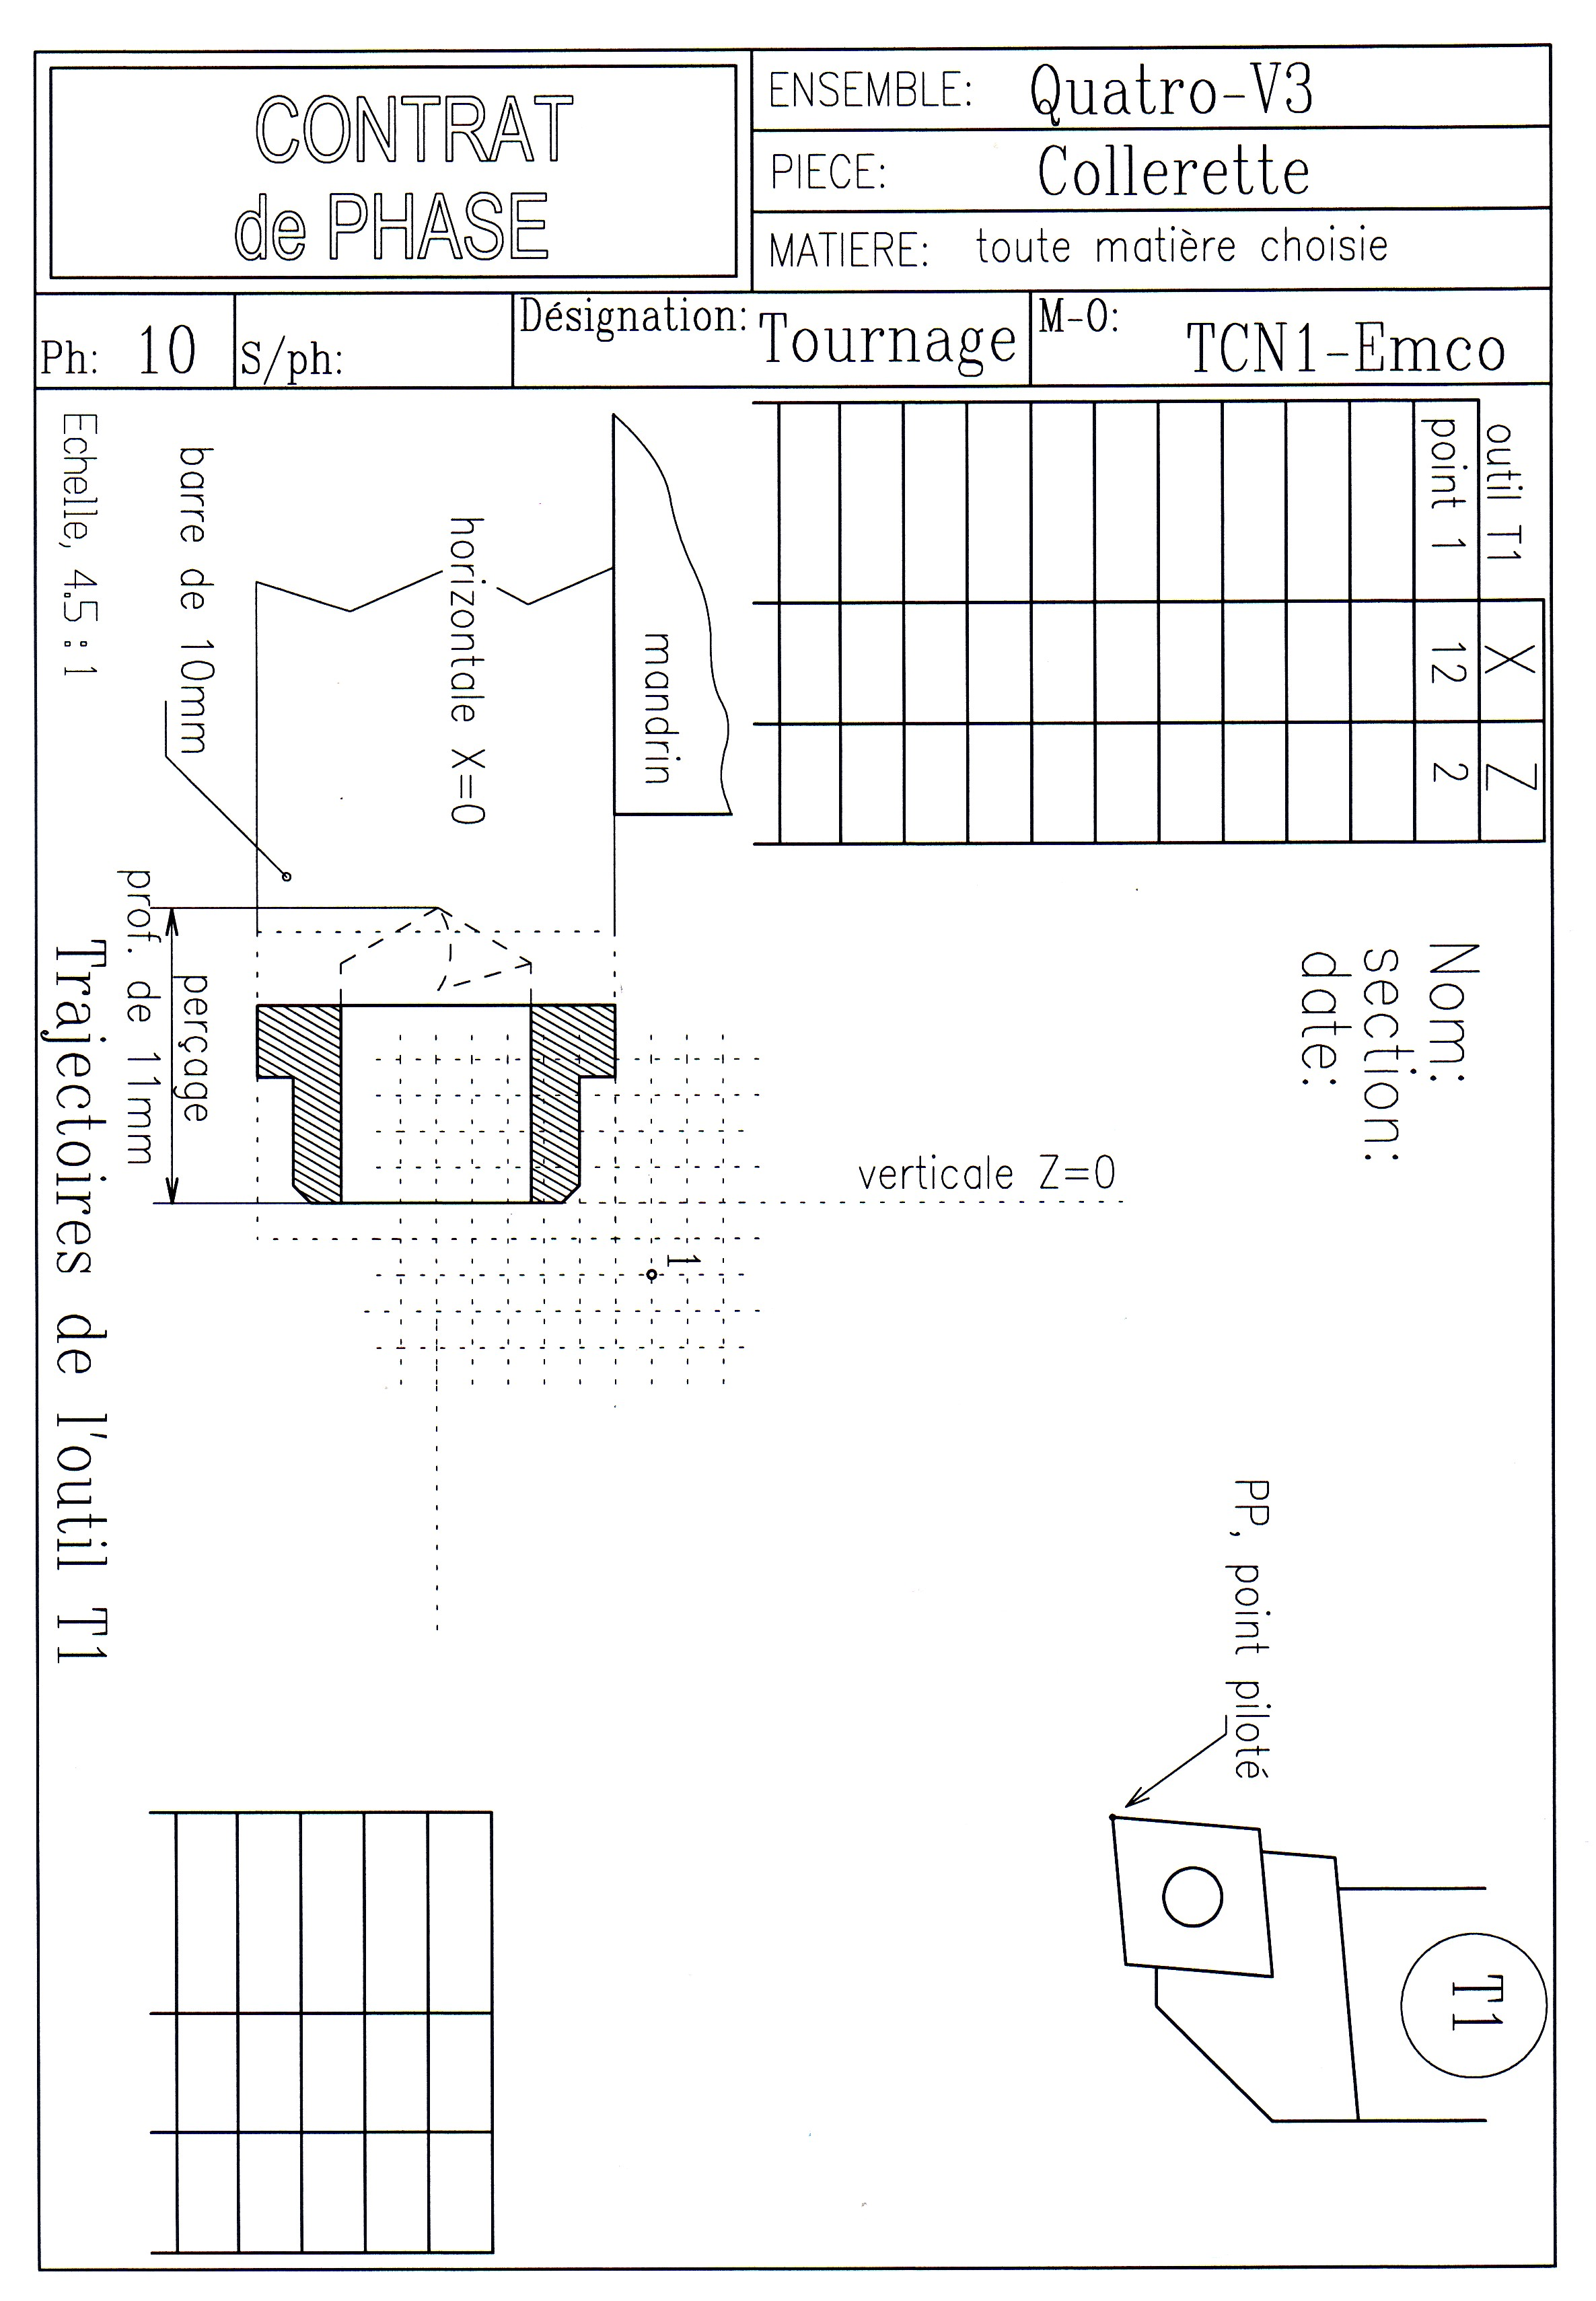 CONTRAT
de PHASE
ENSEMBLE: Quatro-V3
PIECE: Collerette
MATIERE: toute matière choisie
Ph: 10
S/ph:
Désignation: Tournage
M-O: TCN1-Emco
outil T1 X Z
point 1 12 2
Nom:
section:
date:
mandrin
horizontale X=0
barre de 10mm
Echelle, 4.5 : 1
verticale Z=0
1
perçage
prof. de 11mm
PP, point piloté
T1
Trajectoires de l'outil T1